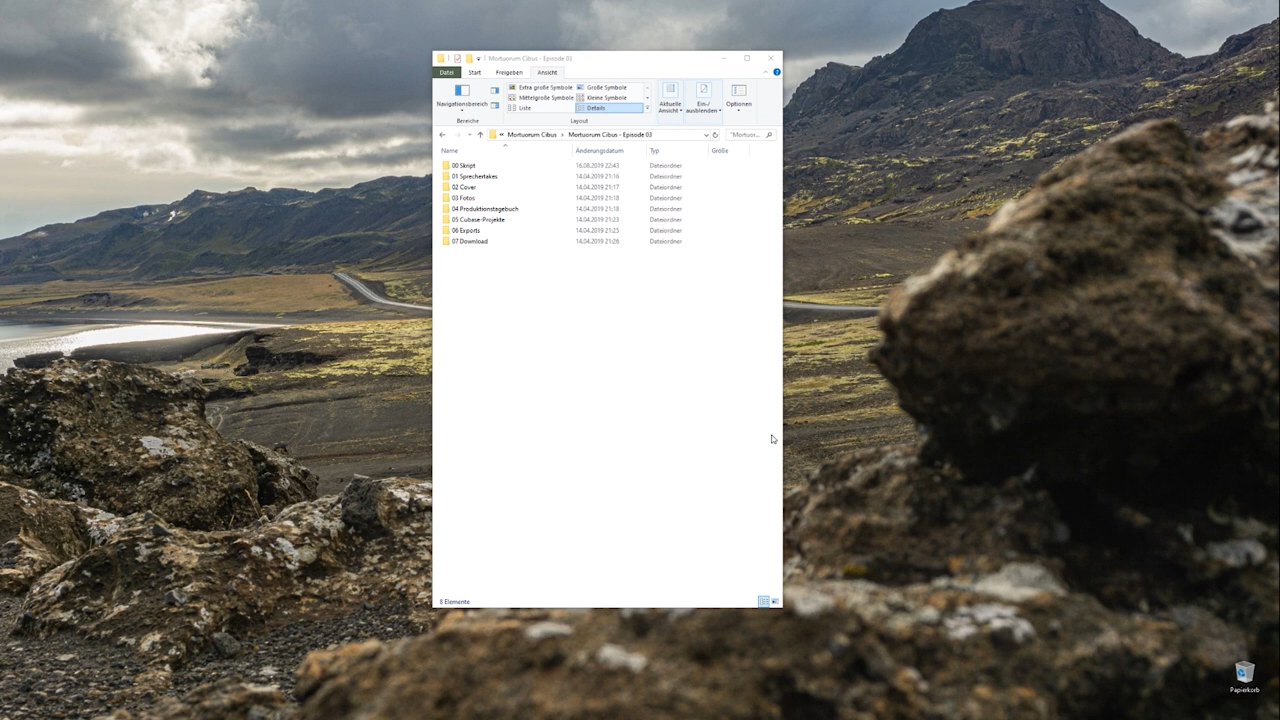 Mortuorum Cibus - Episode 03
Datei Start Freigeben Ansicht
Navigationsbereich
Extra große Symbole Große Symbole
Mittelgroße Symbole Kleine Symbole
Liste Details
Aktuelle Ansicht
Ein-/ ausblenden
Optionen
Bereiche Layout
« Mortuorum Cibus › Mortuorum Cibus - Episode 03 "Mortuor...
Name Änderungsdatum Typ Größe
00 Skript 16.08.2019 22:43 Dateiordner
01 Sprechertakes 14.04.2019 21:16 Dateiordner
02 Cover 14.04.2019 21:17 Dateiordner
03 Fotos 14.04.2019 21:18 Dateiordner
04 Produktionstagebuch 14.04.2019 21:18 Dateiordner
05 Cubase-Projekte 14.04.2019 21:23 Dateiordner
06 Exports 14.04.2019 21:25 Dateiordner
07 Download 14.04.2019 21:26 Dateiordner
8 Elemente
Papierkorb